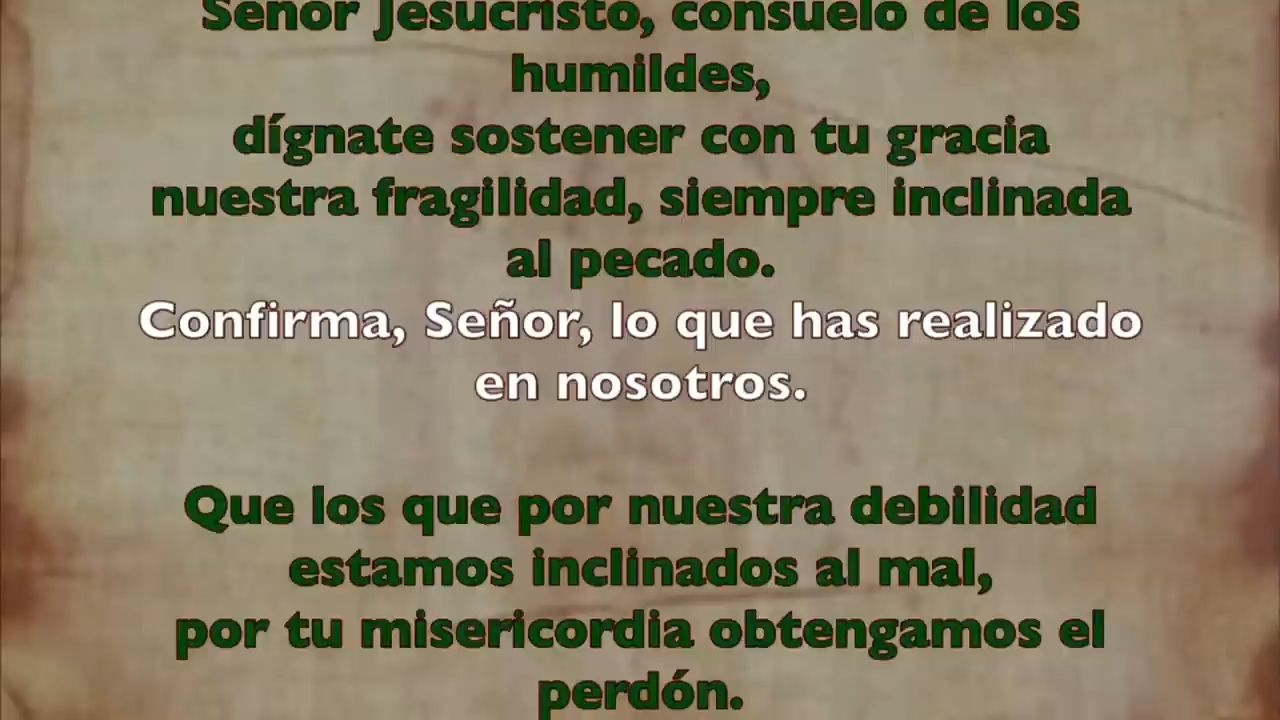 Señor Jesucristo, consuelo de los
humildes,
dígnate sostener con tu gracia
nuestra fragilidad, siempre inclinada
al pecado.
Confirma, Señor, lo que has realizado
en nosotros.
Que los que por nuestra debilidad
estamos inclinados al mal,
por tu misericordia obtengamos el
perdón.